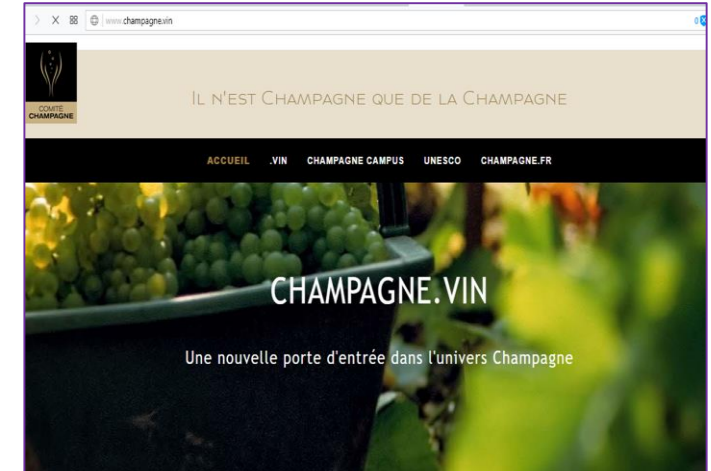 www.champagne.vin
0
COMITÉ
CHAMPAGNE
IL N'EST CHAMPAGNE QUE DE LA CHAMPAGNE
ACCUEIL .VIN CHAMPAGNE CAMPUS UNESCO CHAMPAGNE.FR
CHAMPAGNE.VIN
Une nouvelle porte d'entrée dans l'univers Champagne